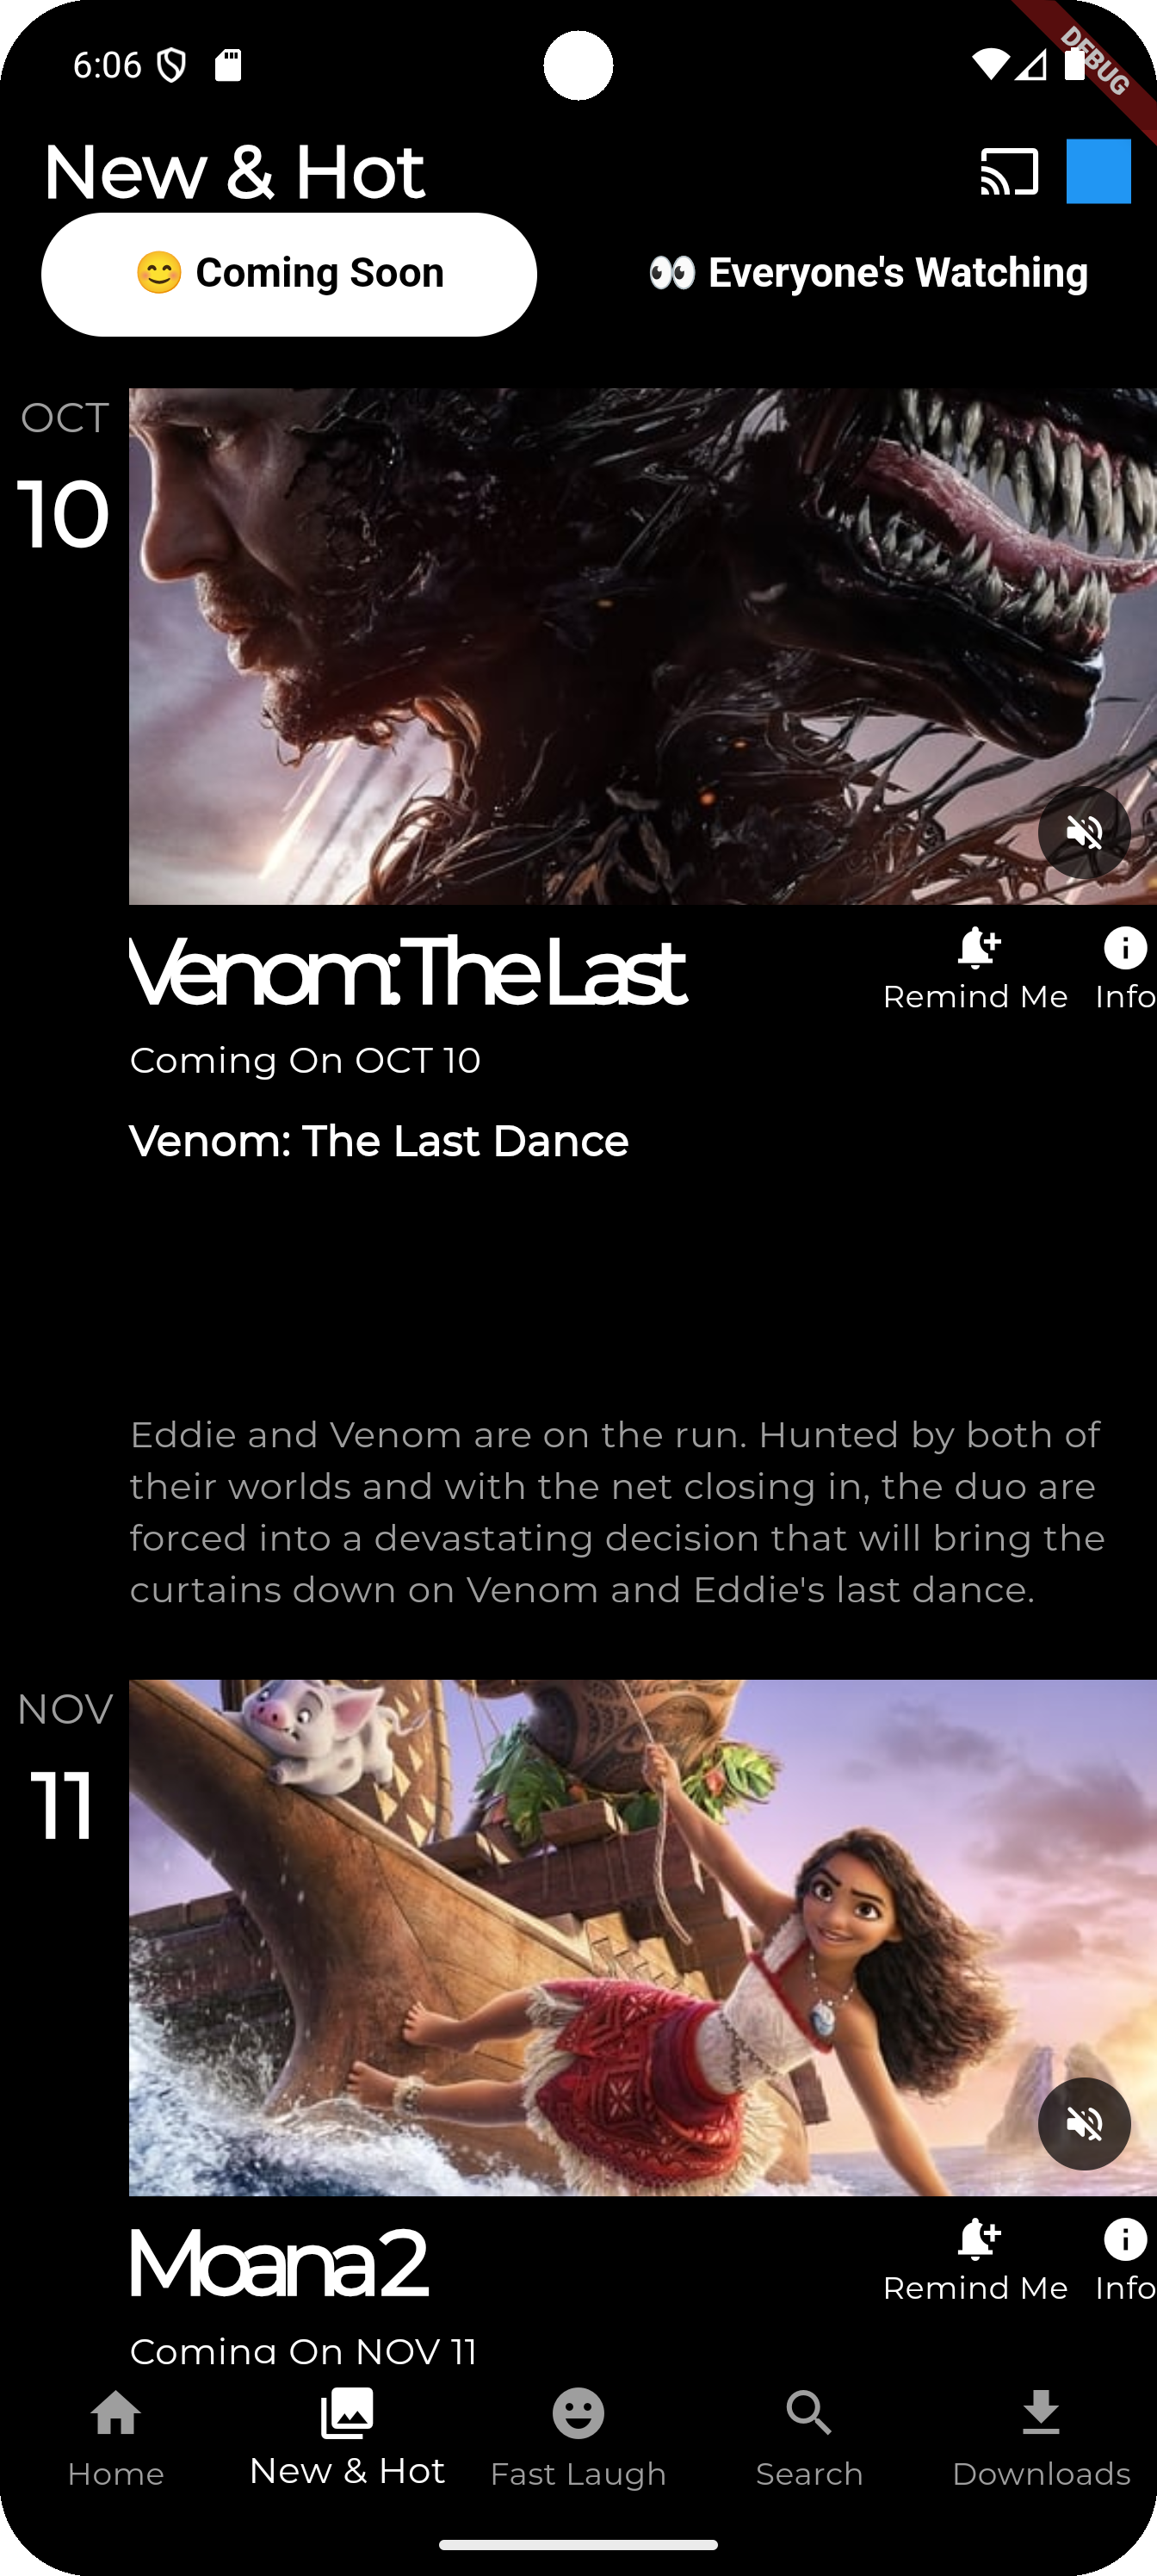 6:06
DEBUG
New & Hot
😊 Coming Soon
👀 Everyone's Watching
OCT
10
Venom: The Last
Remind Me
Info
Coming On OCT 10
Venom: The Last Dance
Eddie and Venom are on the run. Hunted by both of
their worlds and with the net closing in, the duo are
forced into a devastating decision that will bring the
curtains down on Venom and Eddie's last dance.
NOV
11
Moana 2
Remind Me
Info
Coming On NOV 11
Home
New & Hot
Fast Laugh
Search
Downloads